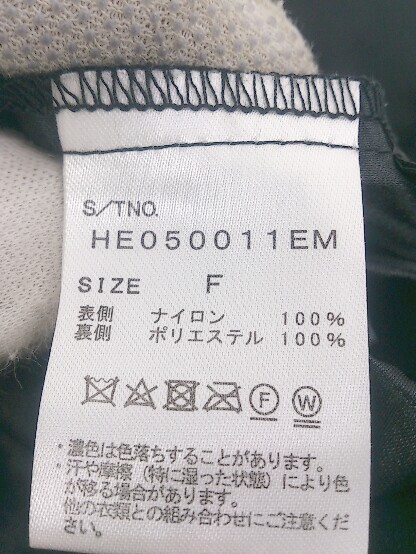 S/TNO.
HE050011EM
SIZE F
表側 ナイロン 100%
裏側 ポリエステル 100%
F W
・濃色は色落ちすることがあります。
・汗や摩擦(特に湿った状態)により色
が移る場合があります。
他の衣類との組み合わせにご注意くだ
さい。